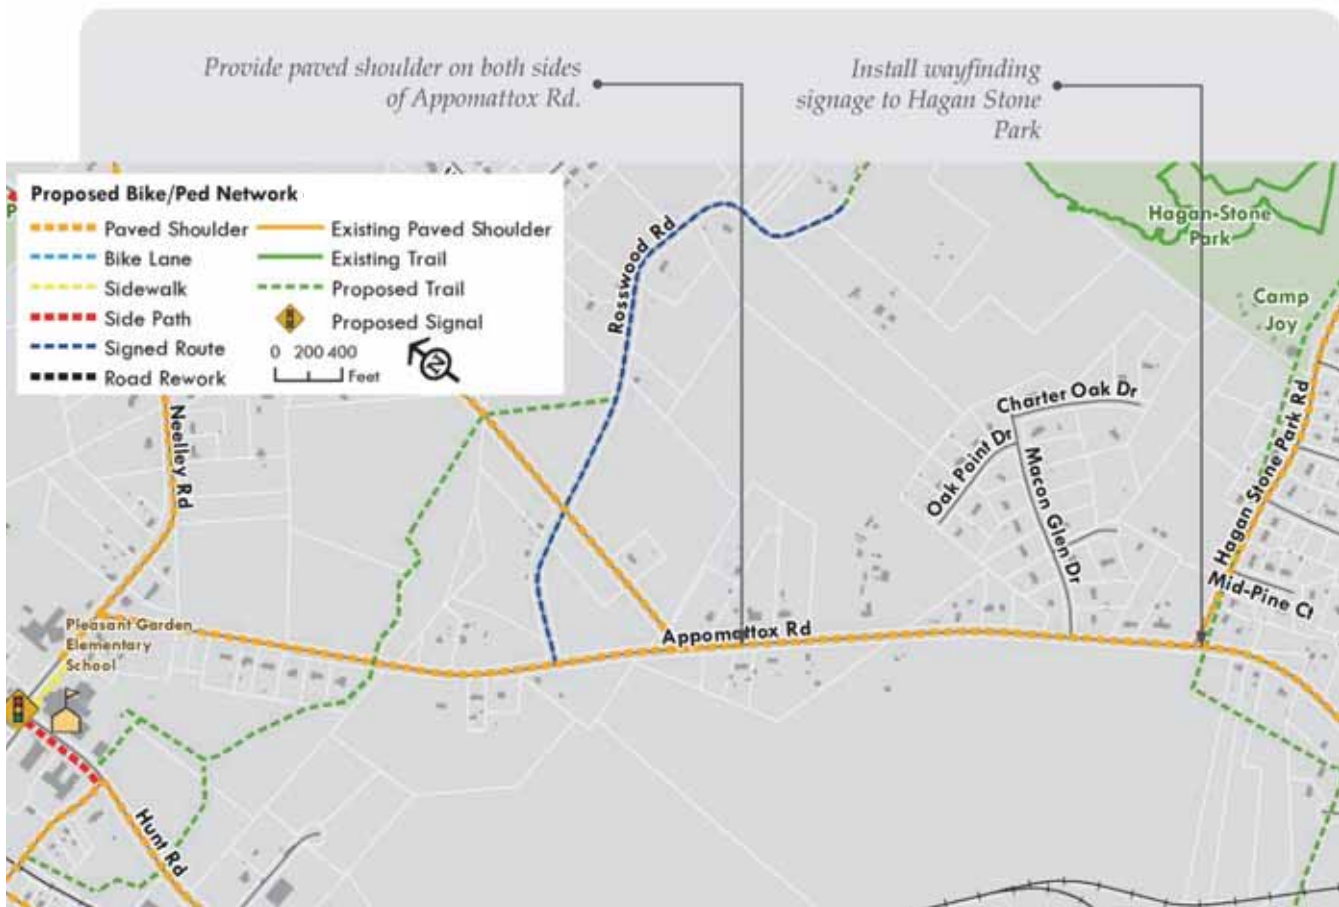 Provide paved shoulder on both sides
of Appomattox Rd.
Install wayfinding
signage to Hagan Stone
Park
Proposed Bike/Ped Network
Paved Shoulder
Bike Lane
Sidewalk
Side Path
Signed Route
Road Rework
Existing Paved Shoulder
Existing Trail
Proposed Trail
Proposed Signal
0 200 400
Feet
N
P
Rosswood Rd
Hagan-Stone
Park
Camp
Joy
Neelley Rd
Charter Oak Dr
Oak Point Dr
Macon Glen Dr
Hagan Stone Park Rd
Mid-Pine Ct
Pleasant Garden
Elementary
School
Appomattox Rd
Hunt Rd